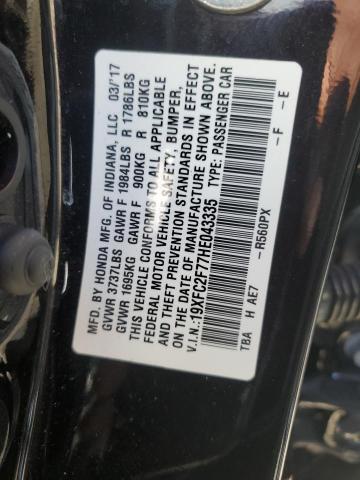 MFD. BY HONDA MFG. OF INDIANA, LLC 03/'17
GVWR 3737LBS GAWR F 1984LBS R 1786LBS
GVWR 1695KG GAWR F 900KG R 810KG
THIS VEHICLE CONFORMS TO ALL APPLICABLE
FEDERAL MOTOR VEHICLE SAFETY, BUMPER,
AND THEFT PREVENTION STANDARDS IN EFFECT
ON THE DATE OF MANUFACTURE SHOWN ABOVE.
V.I.N.:19XFC2F77HE043385 TYPE: PASSENGER CAR
TBA H AE7 -R560PX -F -E